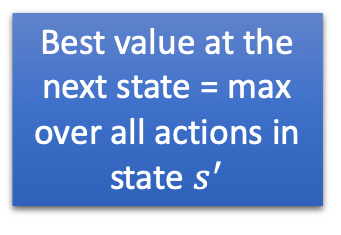 Best value at the
next state = max
over all actions in
state s′